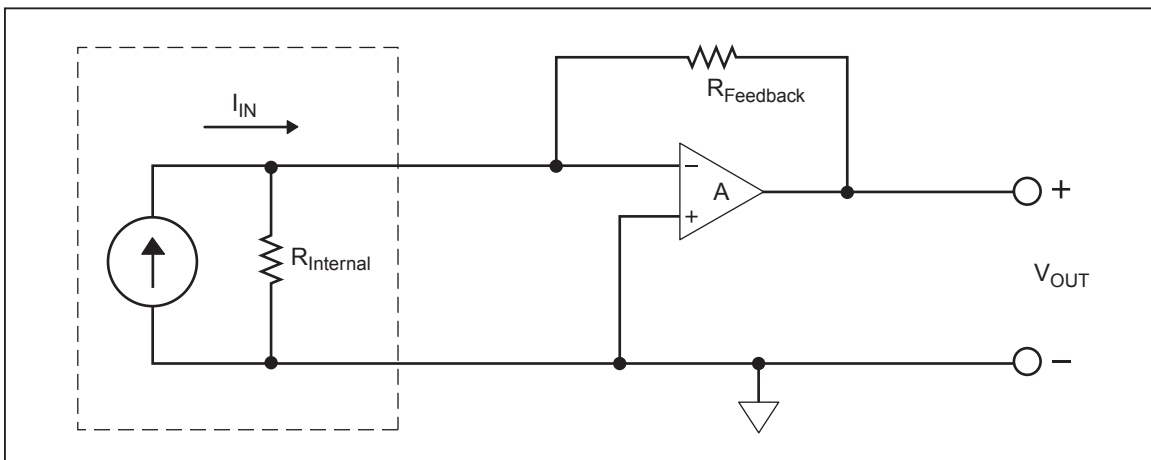 R_Feedback
I_IN
−
A
+
+
R_Internal
V_OUT
−